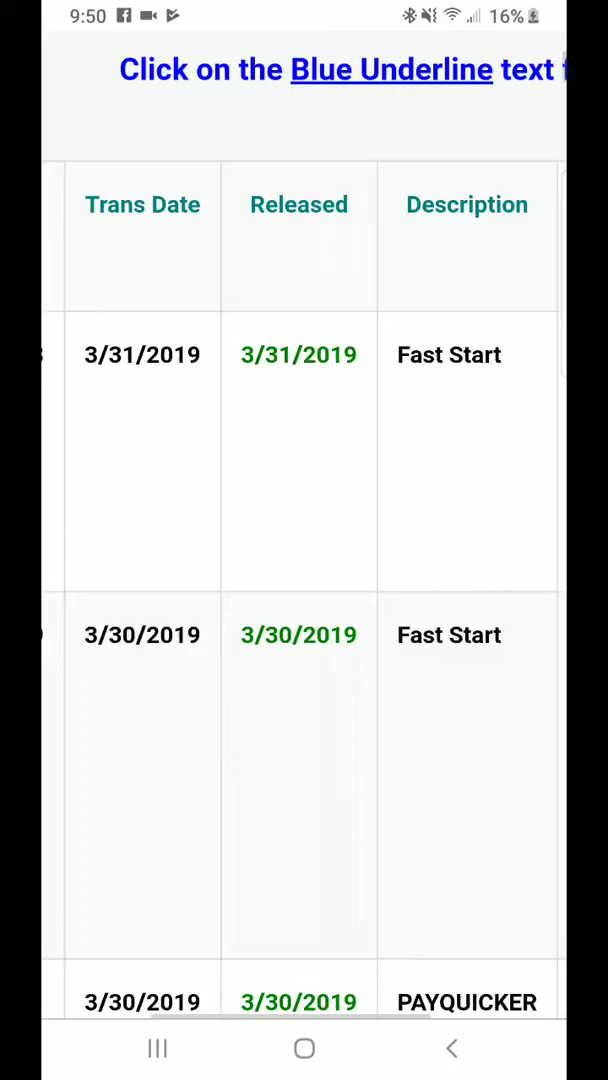 9:50 16%
Click on the Blue Underline text
Trans Date Released Description
3/31/2019 3/31/2019 Fast Start
3/30/2019 3/30/2019 Fast Start
3/30/2019 3/30/2019 PAYQUICKER